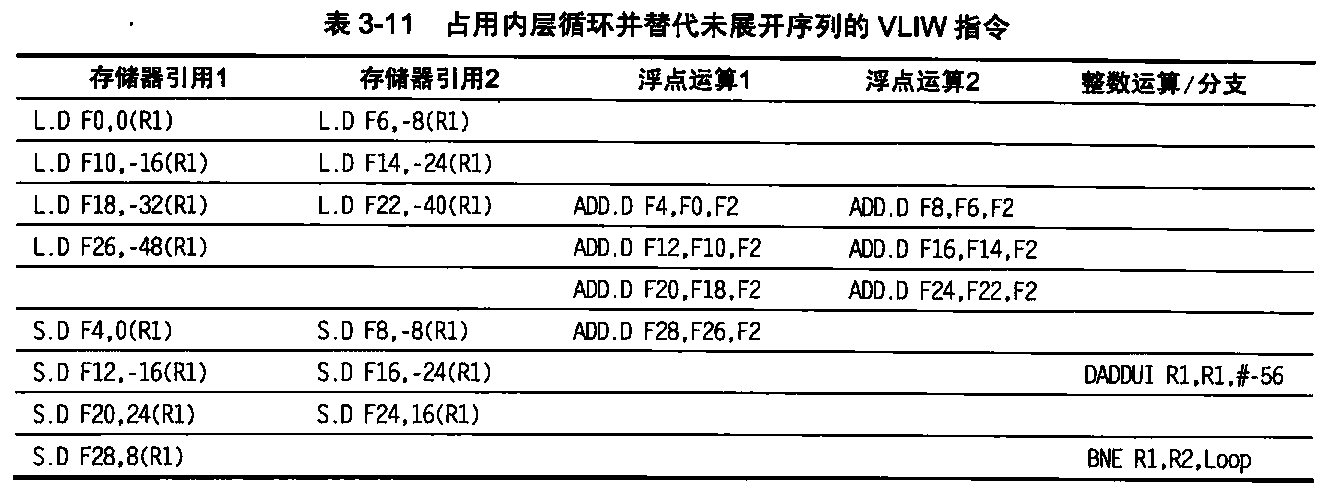 表 3-11 占用内层循环并替代未展开序列的 VLIW 指令
存储器引用1 存储器引用2 浮点运算1 浮点运算2 整数运算/分支
L.D F0,0(R1) L.D F6,-8(R1)
L.D F10,-16(R1) L.D F14,-24(R1)
L.D F18,-32(R1) L.D F22,-40(R1) ADD.D F4,F0,F2 ADD.D F8,F6,F2
L.D F26,-48(R1) ADD.D F12,F10,F2 ADD.D F16,F14,F2
ADD.D F20,F18,F2 ADD.D F24,F22,F2
S.D F4,0(R1) S.D F8,-8(R1) ADD.D F28,F26,F2
S.D F12,-16(R1) S.D F16,-24(R1) DADDUI R1,R1,#-56
S.D F20,24(R1) S.D F24,16(R1)
S.D F28,8(R1) BNE R1,R2,Loop